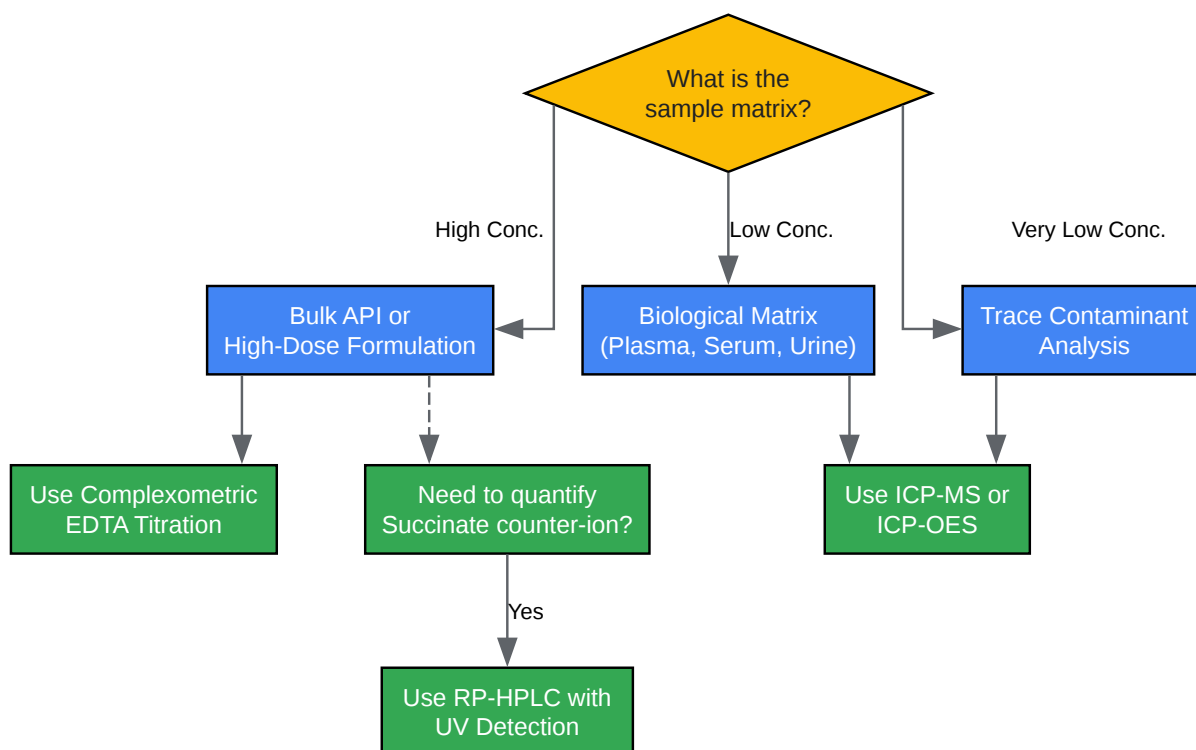 What is the
sample matrix?
High Conc.
Low Conc.
Very Low Conc.
Bulk API or
High-Dose Formulation
Biological Matrix
(Plasma, Serum, Urine)
Trace Contaminant
Analysis
Use Complexometric
EDTA Titration
Need to quantify
Succinate counter-ion?
Use ICP-MS or
ICP-OES
Yes
Use RP-HPLC with
UV Detection